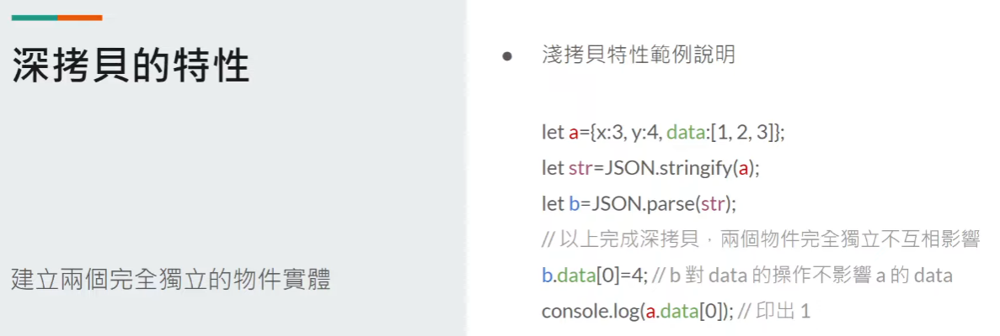 深拷貝的特性
建立兩個完全獨立的物件實體
● 淺拷貝特性範例說明
let a={x:3, y:4, data:[1, 2, 3]};
let str=JSON.stringify(a);
let b=JSON.parse(str);
// 以上完成深拷貝，兩個物件完全獨立不互相影響
b.data[0]=4; // b 對 data 的操作不影響 a 的 data
console.log(a.data[0]); // 印出 1